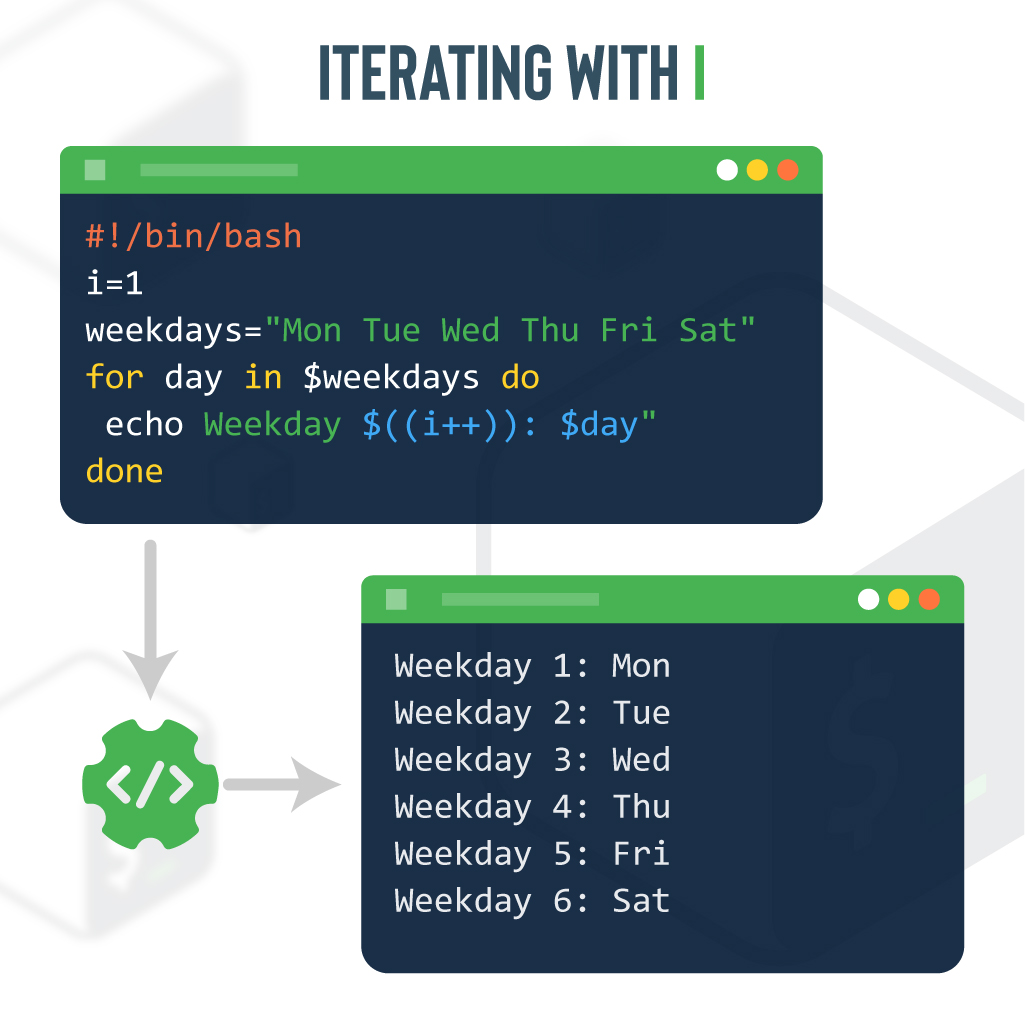 ITERATING WITH I
#!/bin/bash
i=1
weekdays="Mon Tue Wed Thu Fri Sat"
for day in $weekdays do
 echo Weekday $((i++)): $day"
done
</>
Weekday 1: Mon
Weekday 2: Tue
Weekday 3: Wed
Weekday 4: Thu
Weekday 5: Fri
Weekday 6: Sat